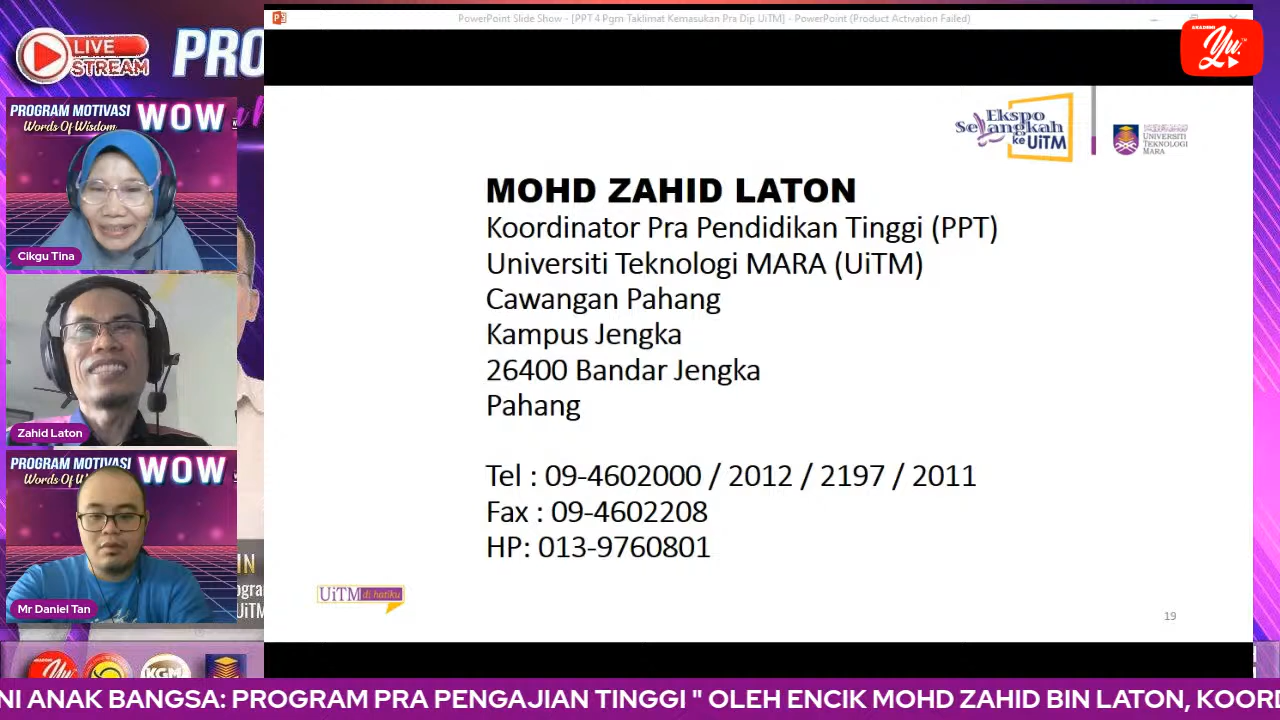 PowerPoint Slide Show - [PPT 4 Pgm Taklimat Kemasukan Pra Dip UiTM] - PowerPoint (Product Activation Failed)
LIVE
STREAM
PRO
PROGRAM MOTIVASI
Words Of Wisdom
WOW
Cikgu Tina
Zahid Laton
PROGRAM MOTIVASI
WOW
Mr Daniel Tan
Ekspo
Selangkah
ke UiTM
UNIVERSITI
TEKNOLOGI
MARA
MOHD ZAHID LATON
Koordinator Pra Pendidikan Tinggi (PPT)
Universiti Teknologi MARA (UiTM)
Cawangan Pahang
Kampus Jengka
26400 Bandar Jengka
Pahang
Tel : 09-4602000 / 2012 / 2197 / 2011
Fax : 09-4602208
HP: 013-9760801
UiTM di hatiku
19
KGM
NI ANAK BANGSA: PROGRAM PRA PENGAJIAN TINGGI " OLEH ENCIK MOHD ZAHID BIN LATON, KOORD